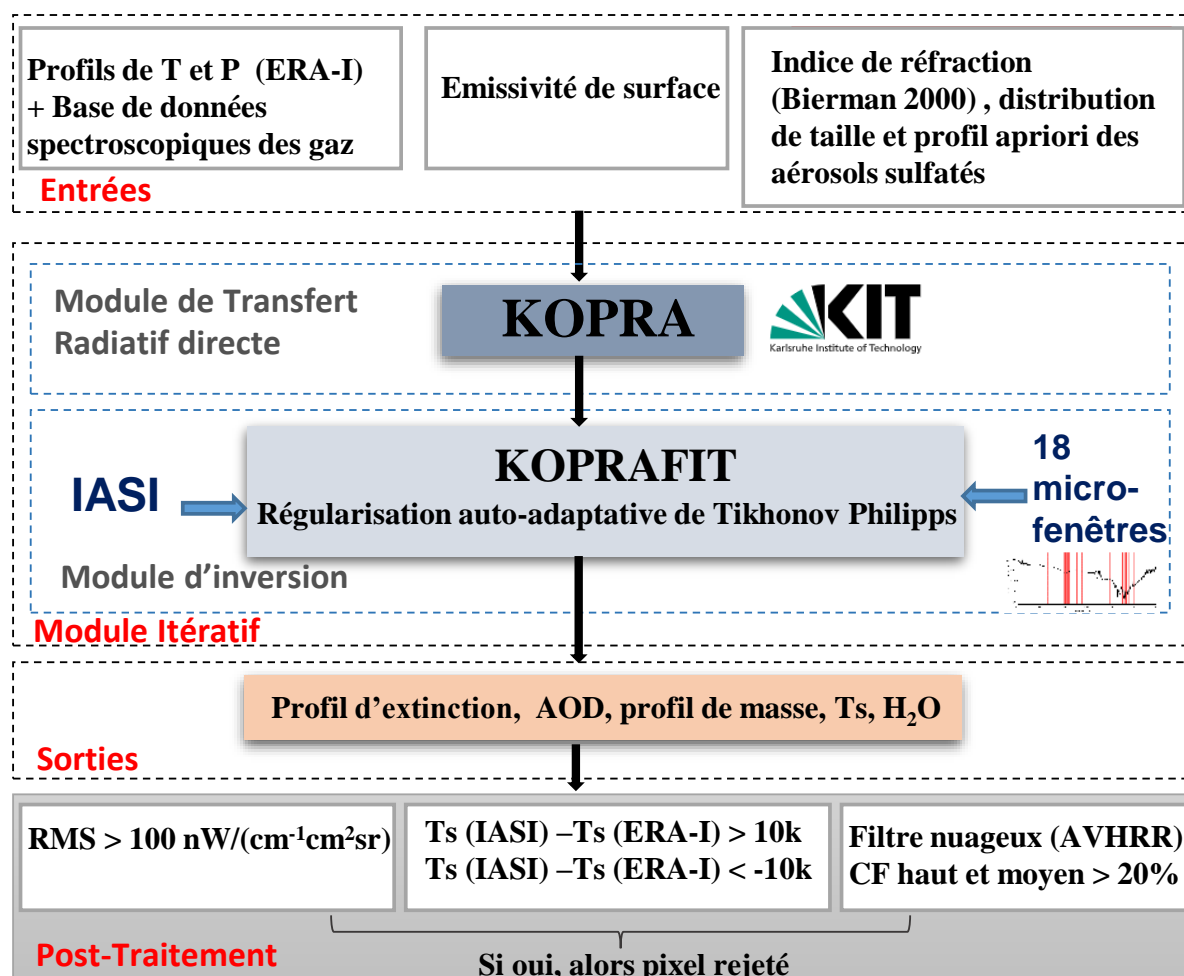 Profils de T et P (ERA-I)
+ Base de données
spectroscopiques des gaz
Emissivité de surface
Indice de réfraction
(Bierman 2000) , distribution
de taille et profil apriori des
aérosols sulfatés
Entrées
Module de Transfert
Radiatif directe
KOPRA
KIT
Karlsruhe Institute of Technology
KOPRAFIT
Régularisation auto-adaptative de Tikhonov Philipps
IASI
18
micro-
fenêtres
Module d’inversion
Module Itératif
Profil d’extinction, AOD, profil de masse, Ts, H₂O
Sorties
RMS > 100 nW/(cm⁻¹cm²sr)
Ts (IASI) –Ts (ERA-I) > 10k
Ts (IASI) –Ts (ERA-I) < -10k
Filtre nuageux (AVHRR)
CF haut et moyen > 20%
Post-Traitement
Si oui, alors pixel rejeté